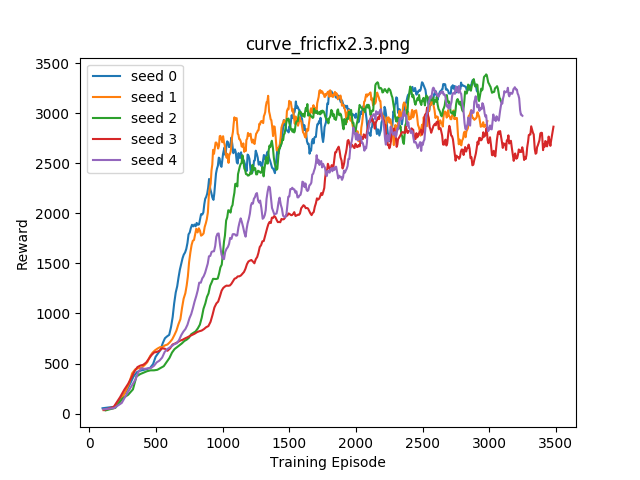 curve_fricfix2.3.png
seed 0
seed 1
seed 2
seed 3
seed 4
3500
3000
2500
2000
1500
1000
500
0
Reward
0 500 1000 1500 2000 2500 3000 3500
Training Episode